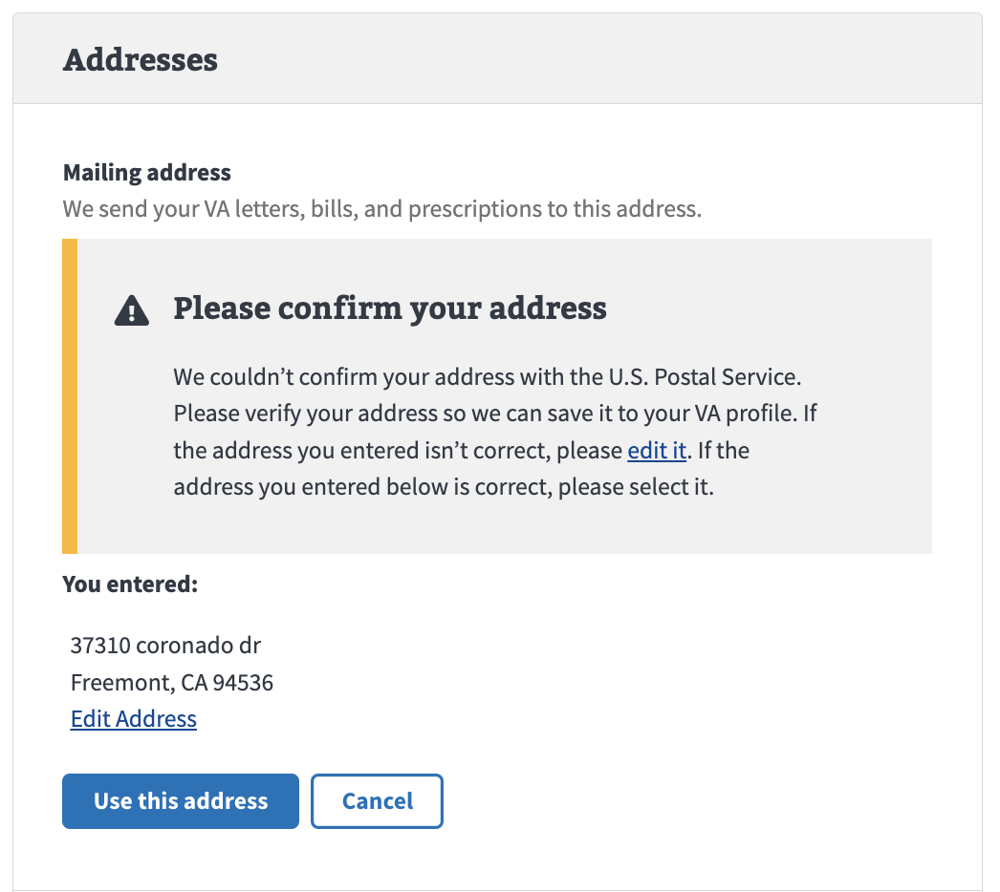 Addresses
Mailing address
We send your VA letters, bills, and prescriptions to this address.
Please confirm your address
We couldn’t confirm your address with the U.S. Postal Service.
Please verify your address so we can save it to your VA profile. If
the address you entered isn’t correct, please edit it. If the
address you entered below is correct, please select it.
You entered:
37310 coronado dr
Freemont, CA 94536
Edit Address
Use this address
Cancel